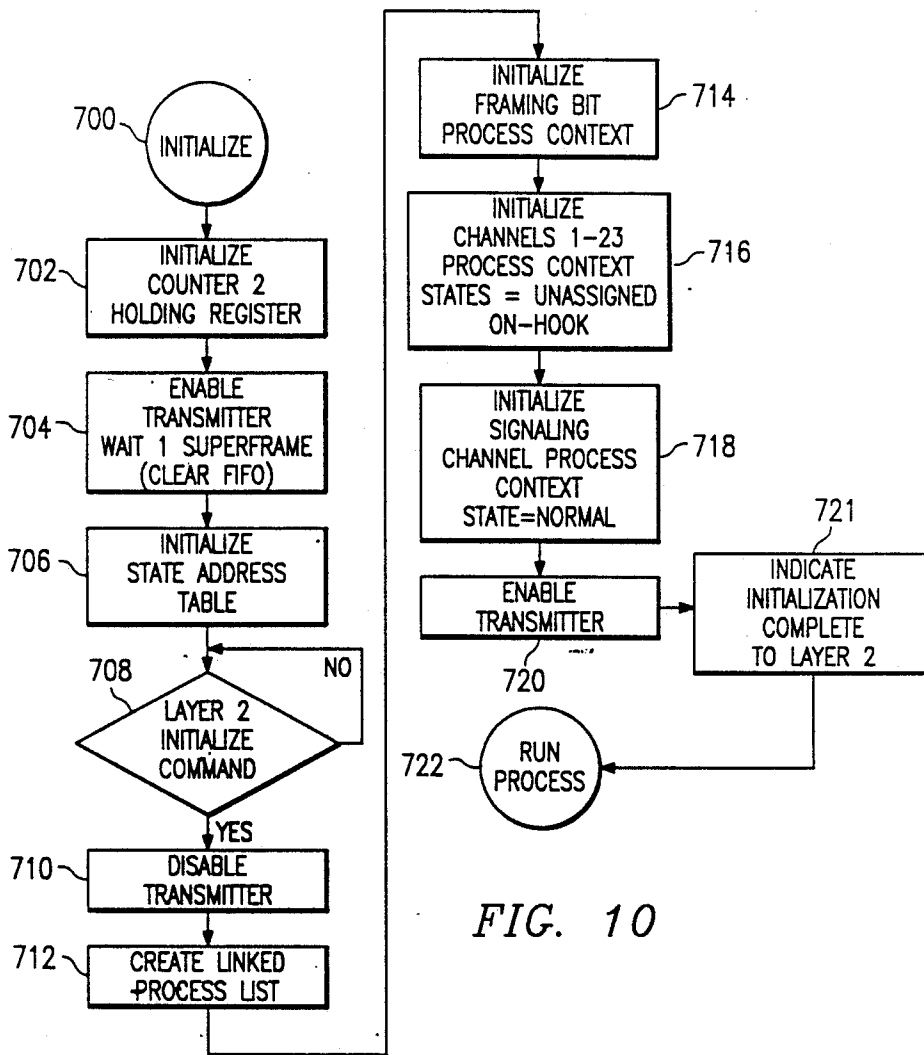 700
INITIALIZE
702
INITIALIZE
COUNTER 2
HOLDING REGISTER
704
ENABLE
TRANSMITTER
WAIT 1 SUPERFRAME
(CLEAR FIFO)
706
INITIALIZE
STATE ADDRESS
TABLE
708
NO
LAYER 2
INITIALIZE
COMMAND
YES
710
DISABLE
TRANSMITTER
712
CREATE LINKED
PROCESS LIST
INITIALIZE
FRAMING BIT
PROCESS CONTEXT
714
INITIALIZE
CHANNELS 1-23
PROCESS CONTEXT
STATES = UNASSIGNED
ON-HOOK
716
INITIALIZE
SIGNALING
CHANNEL PROCESS
CONTEXT
STATE=NORMAL
718
ENABLE
TRANSMITTER
720
721
INDICATE
INITIALIZATION
COMPLETE
TO LAYER 2
722
RUN
PROCESS
FIG. 10